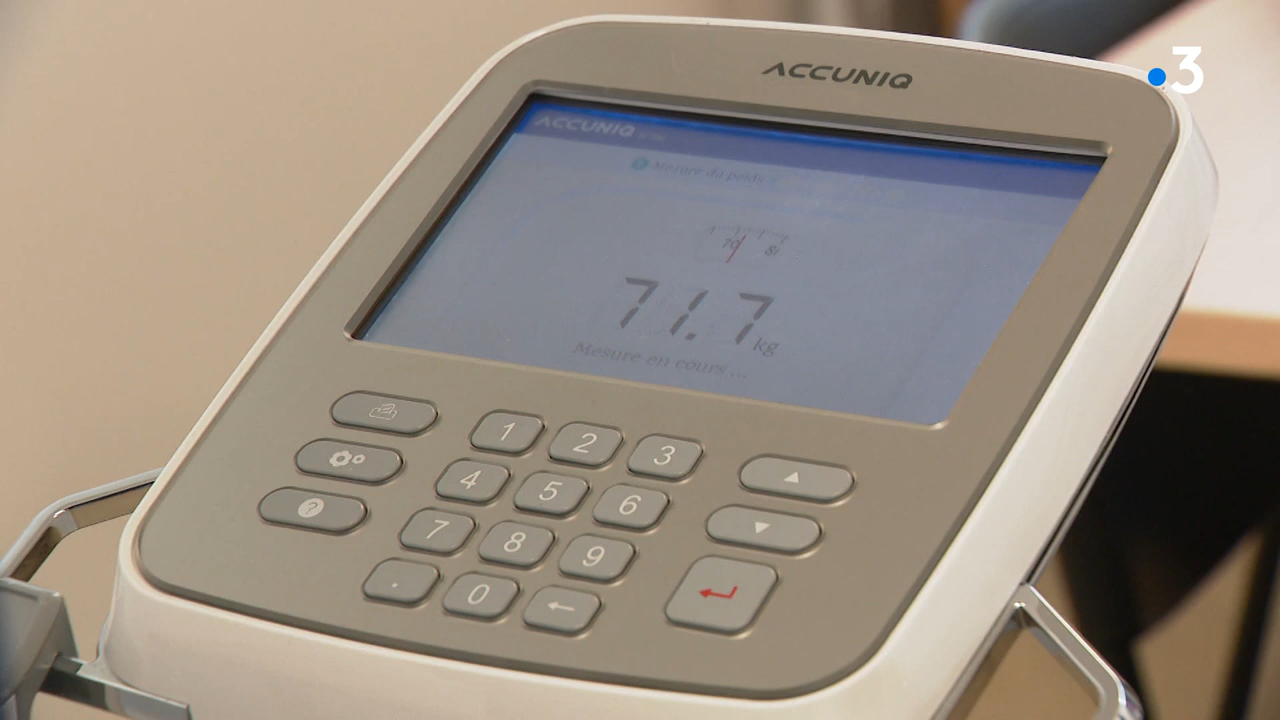 ACCUNIQ
3
ACCUNIQ
Mesure du poids
70 8
71.7 kg
Mesure en cours ...
1 2 3
4 5 6
?
7 8 9
. 0